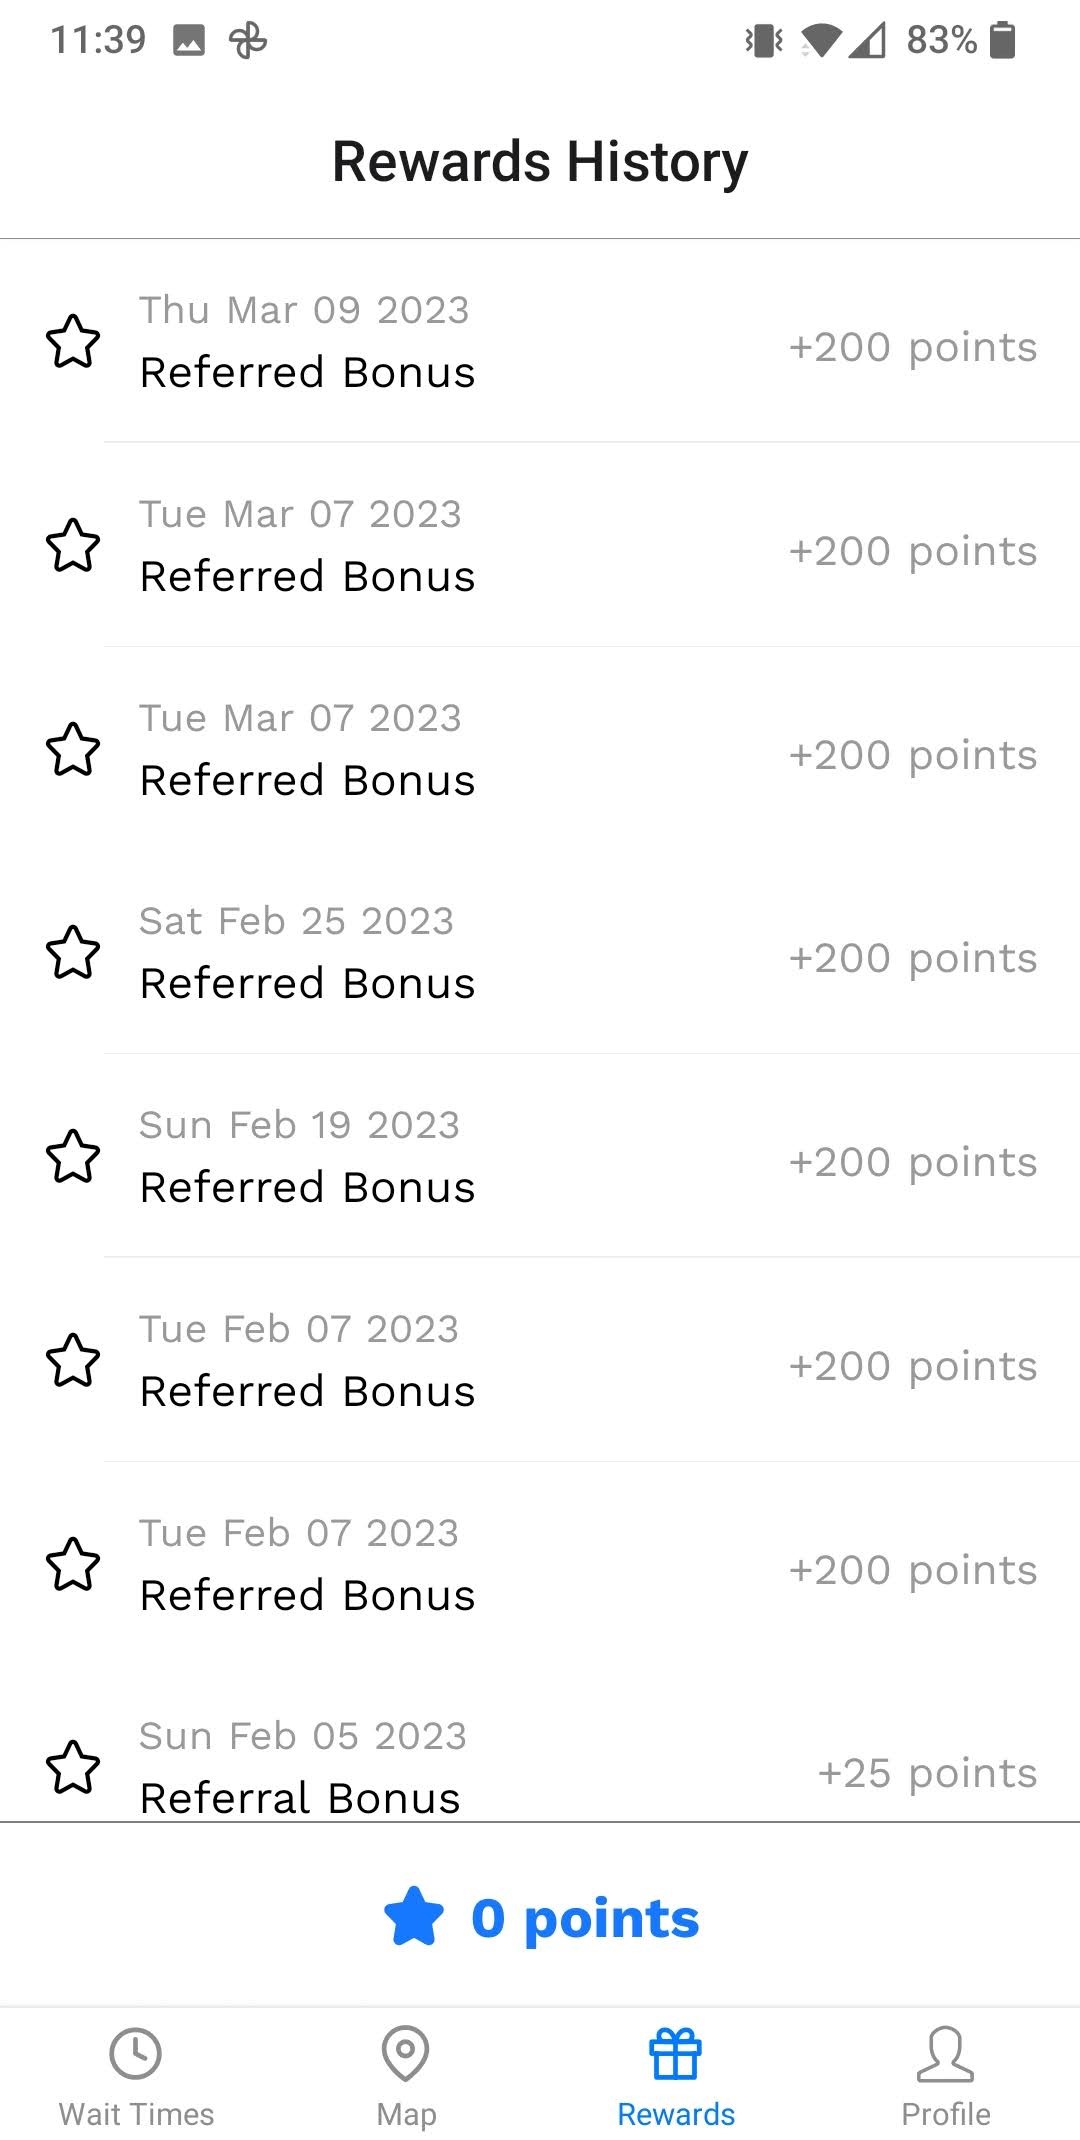 11:39 83%
Rewards History
Thu Mar 09 2023
Referred Bonus
+200 points
Tue Mar 07 2023
Referred Bonus
+200 points
Tue Mar 07 2023
Referred Bonus
+200 points
Sat Feb 25 2023
Referred Bonus
+200 points
Sun Feb 19 2023
Referred Bonus
+200 points
Tue Feb 07 2023
Referred Bonus
+200 points
Tue Feb 07 2023
Referred Bonus
+200 points
Sun Feb 05 2023
Referral Bonus
+25 points
0 points
Wait Times Map Rewards Profile